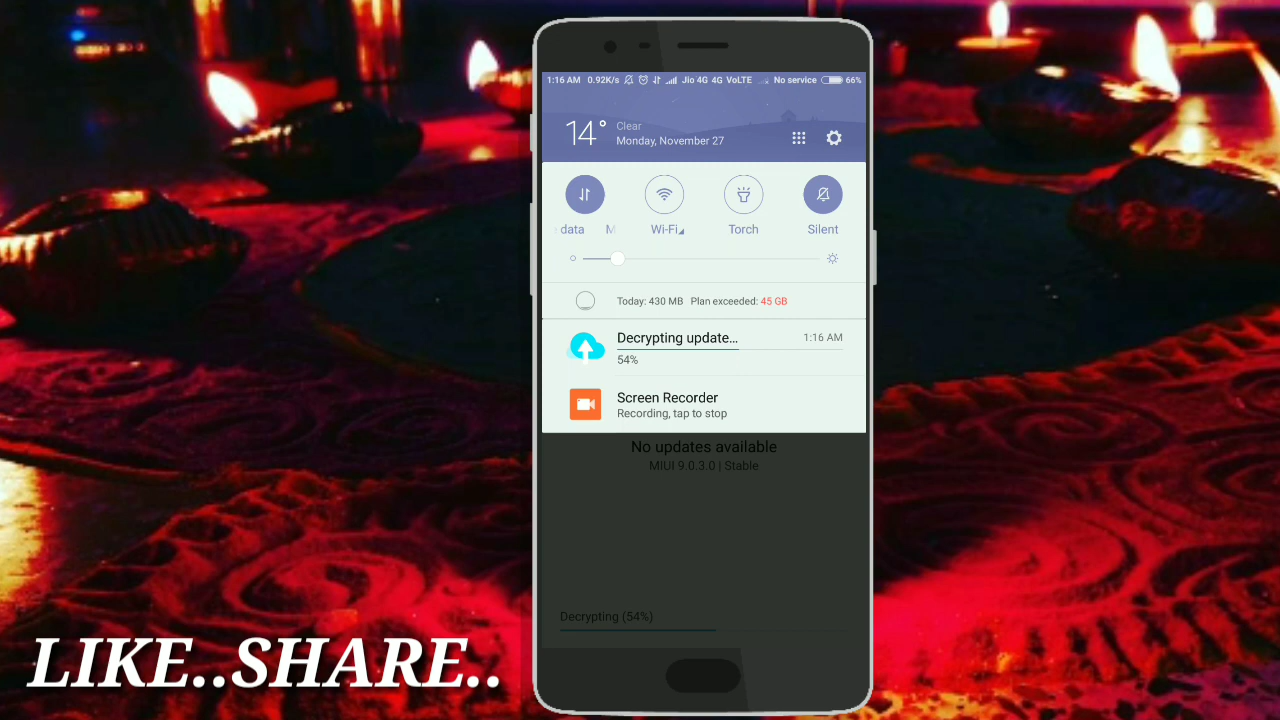 1:16 AM 0.92K/s Jio 4G 4G VoLTE No service 66%
14° Clear
Monday, November 27
data M Wi-Fi Torch Silent
Today: 430 MB Plan exceeded: 45 GB
Decrypting update... 1:16 AM
54%
Screen Recorder
Recording, tap to stop
No updates available
MIUI 9.0.3.0 | Stable
Decrypting (54%)
LIKE..SHARE..